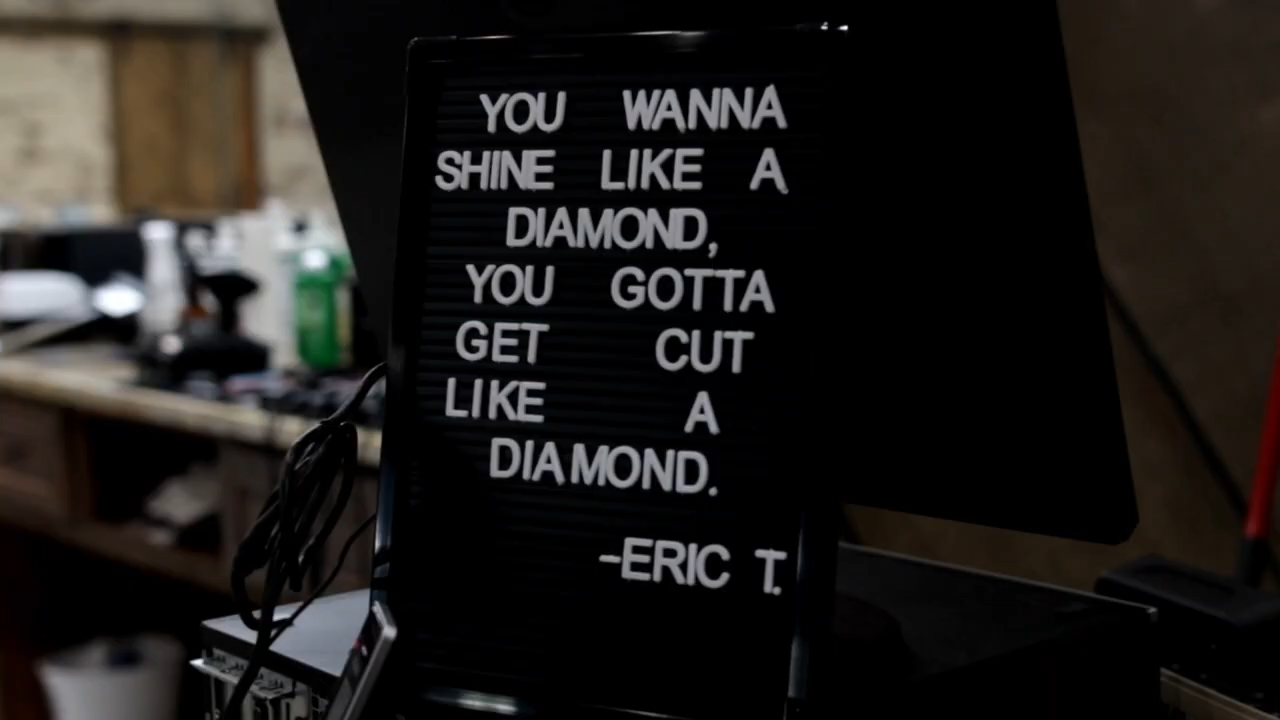 YOU WANNA
SHINE LIKE A
DIAMOND,
YOU GOTTA
GET CUT
LIKE A
DIAMOND.
-ERIC T.